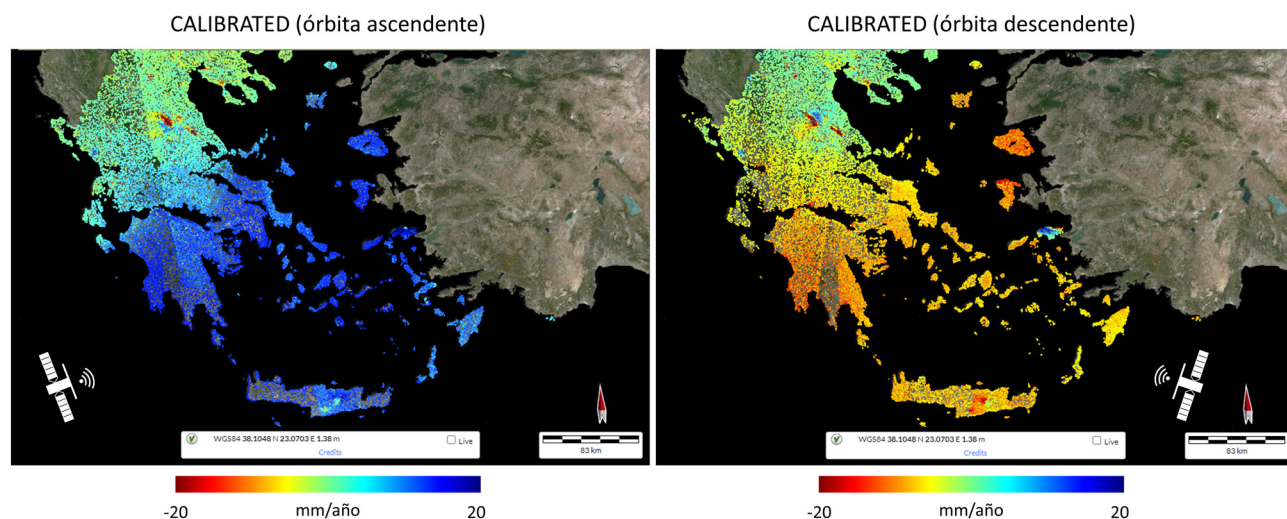 CALIBRATED (órbita ascendente)
CALIBRATED (órbita descendente)
WGS84 38.1048 N 23.0703 E 1.38 m
Live
Credits
83 km
WGS84 38.1048 N 23.0703 E 1.38 m
Live
Credits
83 km
-20
mm/año
20
-20
mm/año
20